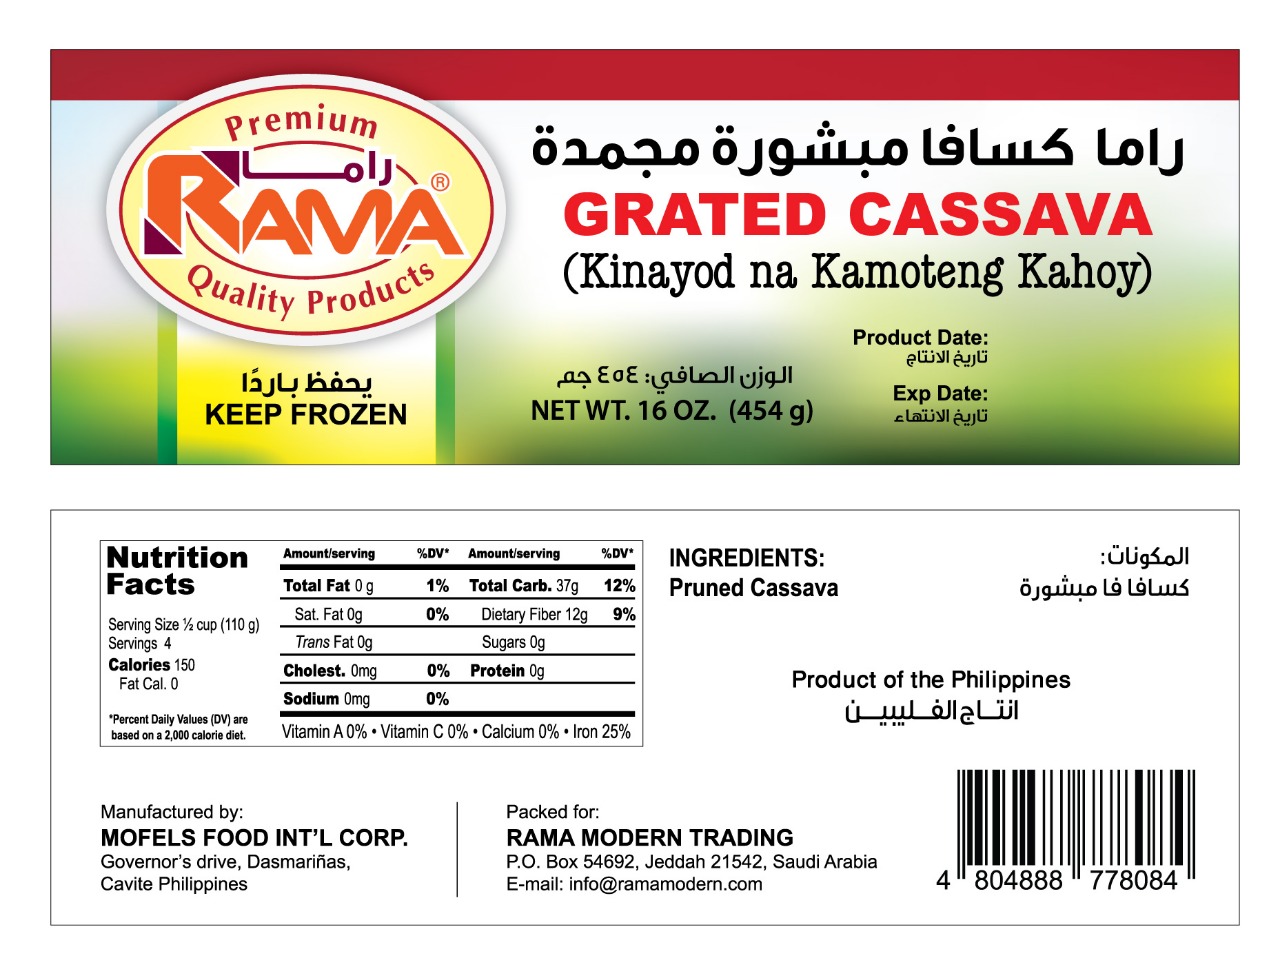 Premium
راما
RAMA®
Quality Products
يحفظ باردًا
KEEP FROZEN
راما كسافا مبشورة مجمدة
GRATED CASSAVA
(Kinayod na Kamoteng Kahoy)
الوزن الصافي: ٤٥٤ جم
NET WT. 16 OZ. (454 g)
Product Date:
تاريخ الانتاج
Exp Date:
تاريخ الانتهاء
Nutrition
Facts
Serving Size ½ cup (110 g)
Servings 4
Calories 150
Fat Cal. 0
*Percent Daily Values (DV) are
based on a 2,000 calorie diet.
Amount/serving %DV* Amount/serving %DV*
Total Fat 0 g 1% Total Carb. 37g 12%
Sat. Fat 0g 0% Dietary Fiber 12g 9%
Trans Fat 0g Sugars 0g
Cholest. 0mg 0% Protein 0g
Sodium 0mg 0%
Vitamin A 0% • Vitamin C 0% • Calcium 0% • Iron 25%
INGREDIENTS:
Pruned Cassava
المكونات:
كسافا فا مبشورة
Product of the Philippines
انتـاج الفـليبيـن
Manufactured by:
MOFELS FOOD INT'L CORP.
Governor's drive, Dasmariñas,
Cavite Philippines
Packed for:
RAMA MODERN TRADING
P.O. Box 54692, Jeddah 21542, Saudi Arabia
E-mail: info@ramamodern.com
4 804888 778084